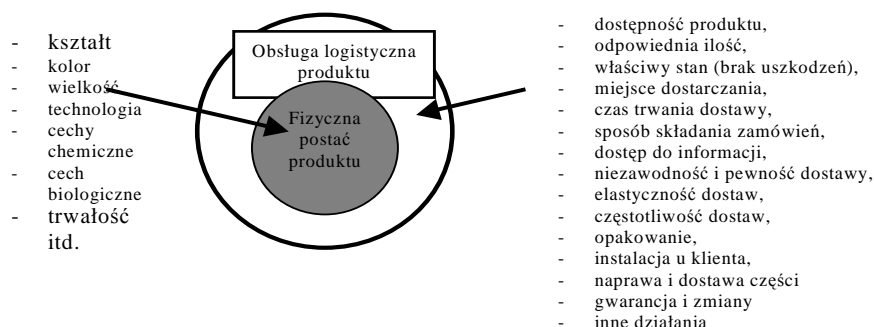 - kształt
- kolor
- wielkość
- technologia
- cechy
chemiczne
- cech
biologiczne
- trwałość
itd.
Obsługa logistyczna
produktu
Fizyczna
postać
produktu
- dostępność produktu,
- odpowiednia ilość,
- właściwy stan (brak uszkodzeń),
- miejsce dostarczania,
- czas trwania dostawy,
- sposób składania zamówień,
- dostęp do informacji,
- niezawodność i pewność dostawy,
- elastyczność dostaw,
- częstotliwość dostaw,
- opakowanie,
- instalacja u klienta,
- naprawa i dostawa części
- gwarancja i zmiany
- inne działania